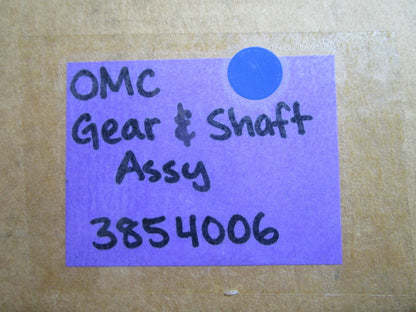 OMC
Gear & Shaft
Assy
3854006